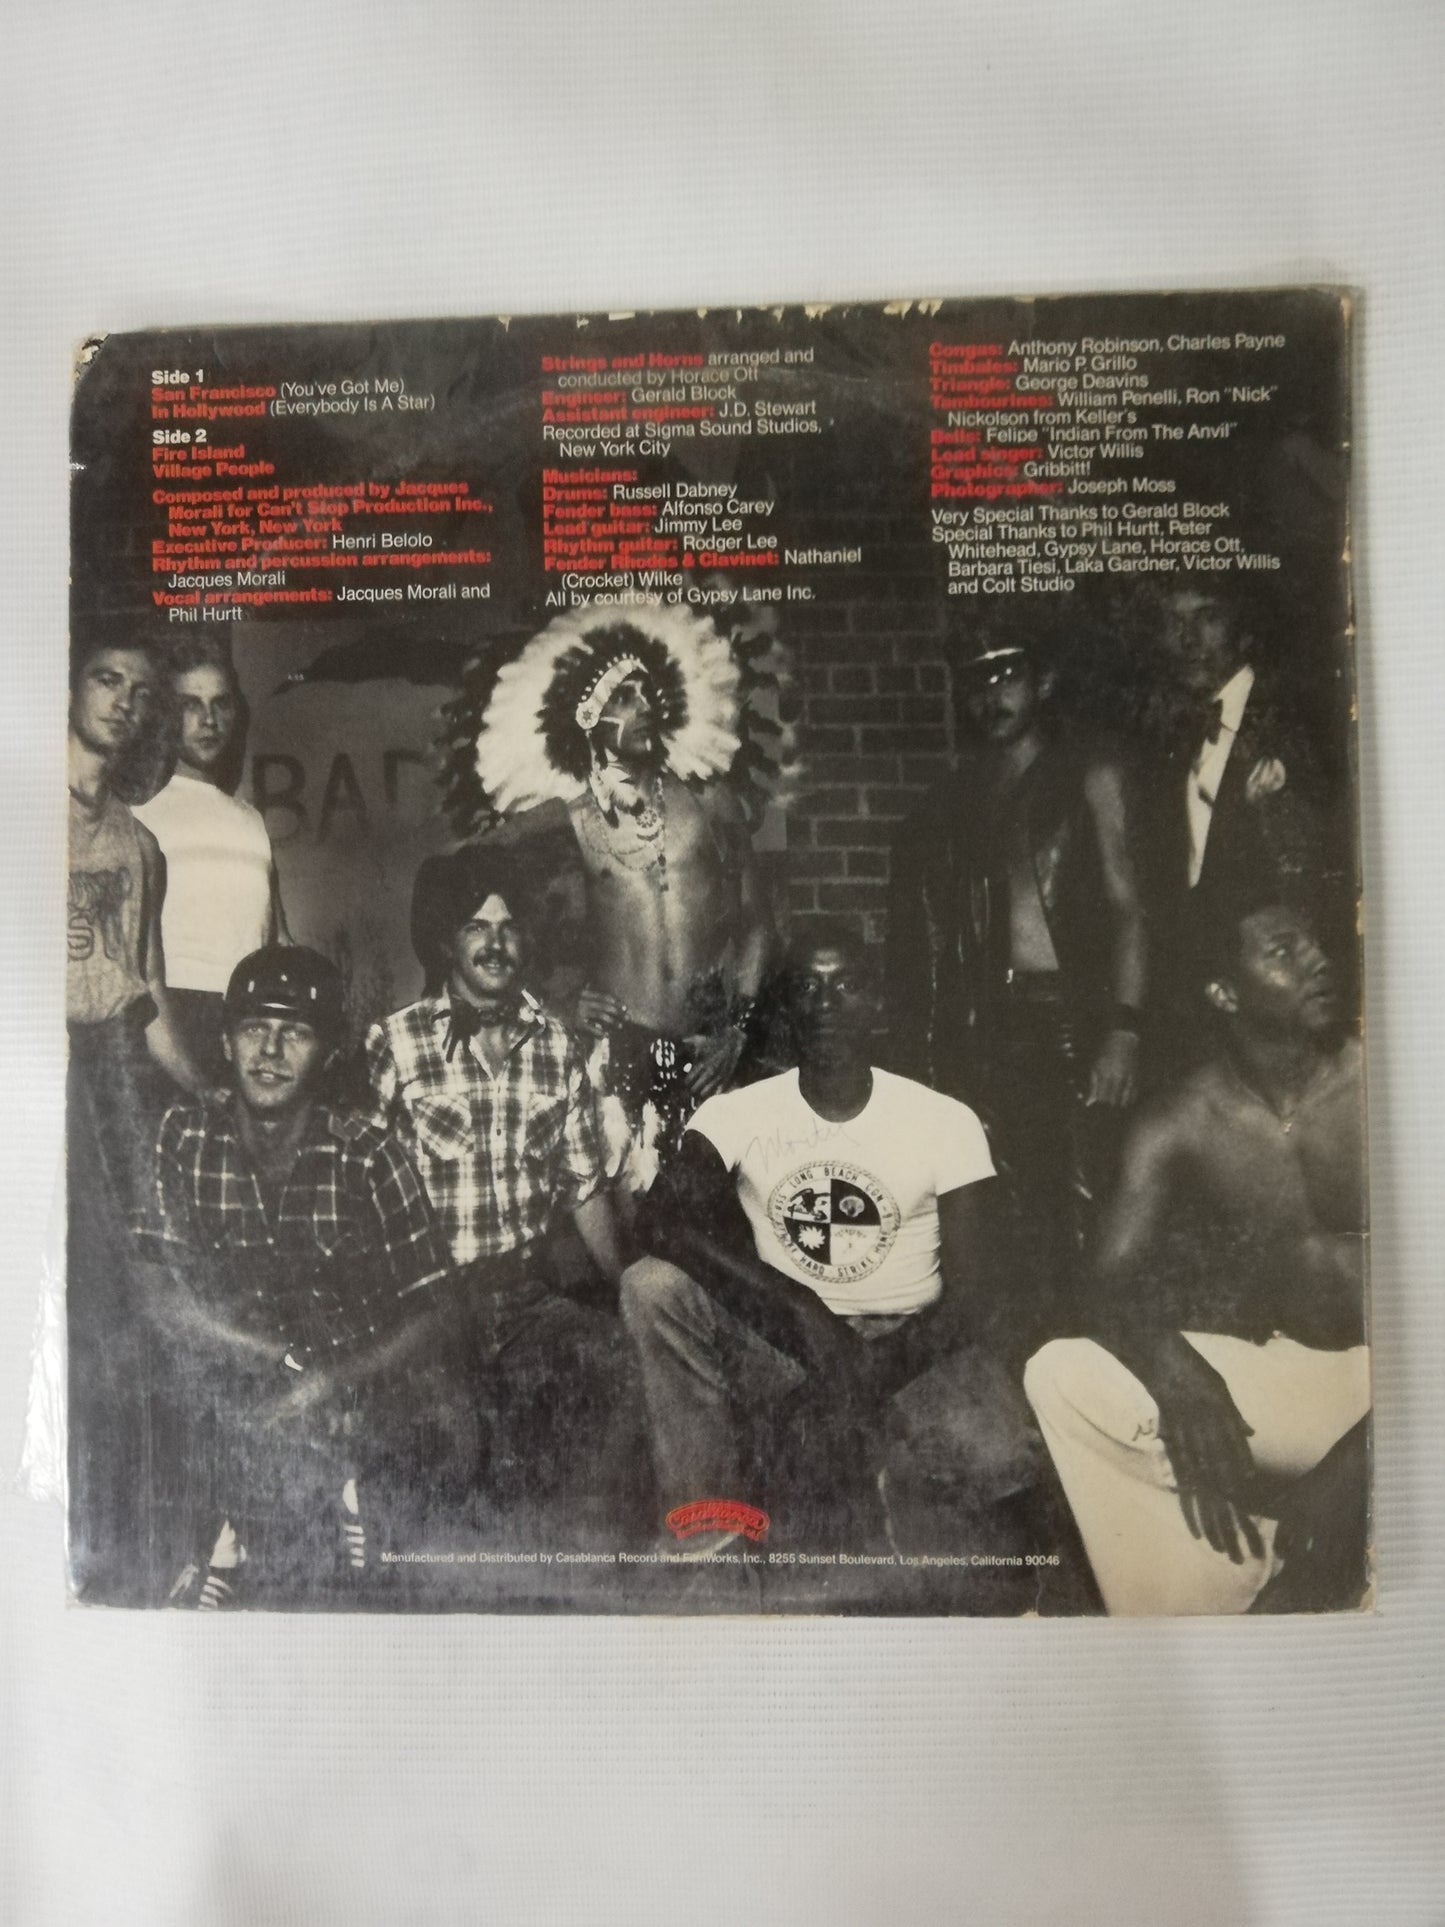 Side 1
San Francisco (You've Got Me)
In Hollywood (Everybody Is A Star)
Side 2
Fire Island
Village People
Composed and produced by Jacques
Morali for Can't Stop Production Inc.,
New York, New York
Executive Producer: Henri Belolo
Rhythm and percussion arrangements:
Jacques Morali
Vocal arrangements: Jacques Morali and
Phil Hurtt
Strings and Horns arranged and
conducted by Horace Ott
Engineer: Gerald Block
Assistant engineer: J.D. Stewart
Recorded at Sigma Sound Studios,
New York City
Musicians:
Drums: Russell Dabney
Fender bass: Alfonso Carey
Lead guitar: Jimmy Lee
Rhythm guitar: Rodger Lee
Fender Rhodes & Clavinet: Nathaniel
(Crocket) Wilke
All by courtesy of Gypsy Lane Inc.
Congas: Anthony Robinson, Charles Payne
Timbales: Mario P. Grillo
Triangle: George Deavins
Tambourines: William Penelli, Ron "Nick"
Nickolson from Keller's
Bells: Felipe "Indian From The Anvil"
Lead singer: Victor Willis
Graphics: Gribbitt!
Photographer: Joseph Moss
Very Special Thanks to Gerald Block
Special Thanks to Phil Hurtt, Peter
Whitehead, Gypsy Lane, Horace Ott,
Barbara Tiesi, Laka Gardner, Victor Willis
and Colt Studio
BAD
USS LONG BEACH CGN-9
HARD STRIKE
Casablanca
Manufactured and Distributed by Casablanca Record and FilmWorks, Inc., 8255 Sunset Boulevard, Los Angeles, California 90046